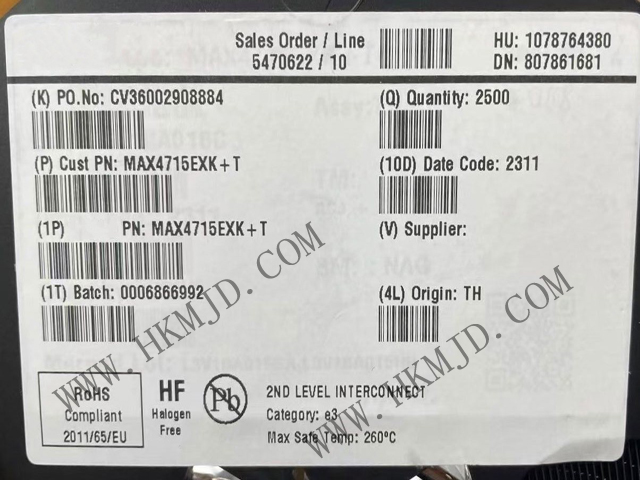 Sales Order / Line
5470622 / 10
HU: 1078764380
DN: 807861681
(K) PO.No: CV36002908884
(Q) Quantity: 2500
(P) Cust PN: MAX4715EXK+T
(10D) Date Code: 2311
(1P) PN: MAX4715EXK+T
(V) Supplier:
(1T) Batch: 0006866992
(4L) Origin: TH
RoHS
Compliant
2011/65/EU
HF
Halogen
Free
Pb
2ND LEVEL INTERCONNECT
Category: e3
Max Safe Temp: 260ºC
WWW.HKMJD.COM
WWW.HKMJD.COM